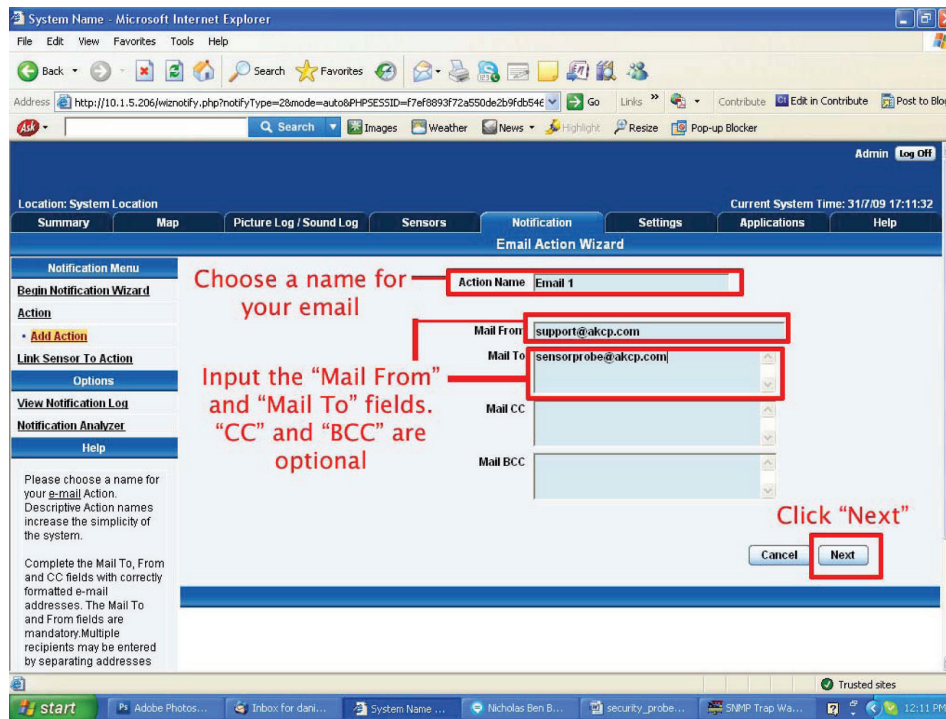 System Name - Microsoft Internet Explorer
File Edit View Favorites Tools Help
Back Search Favorites
Address http://10.1.5.206/wiznotify.php?notifyType=2&mode=auto&PHPSESSID=f7ef8893f72a550de2b9fdb54 Go Links » Contribute Edit in Contribute Post to Blo
Ask Search Images Weather News Highlight Resize Pop-up Blocker
Admin Log Off
Location: System Location Current System Time: 31/7/09 17:11:32
Summary Map Picture Log / Sound Log Sensors Notification Settings Applications Help
Email Action Wizard
Notification Menu
Begin Notification Wizard
Action
• Add Action
Link Sensor To Action
Options
View Notification Log
Notification Analyzer
Help
Please choose a name for
your e-mail Action.
Descriptive Action names
increase the simplicity of
the system.
Complete the Mail To, From
and CC fields with correctly
formatted e-mail
addresses. The Mail To
and From fields are
mandatory.Multiple
recipients may be entered
by separating addresses
Choose a name for
your email
Action Name Email 1
Mail From support@akcp.com
Mail To sensorprobe@akcp.com
Input the “Mail From”
and “Mail To” fields.
“CC” and “BCC” are
optional
Mail CC
Mail BCC
Click “Next”
Cancel Next
Trusted sites
start Adobe Photos... Inbox for dani... System Name ... Nicholas Ben B... security_probe... SNMP Trap Wa... 12:11 PM